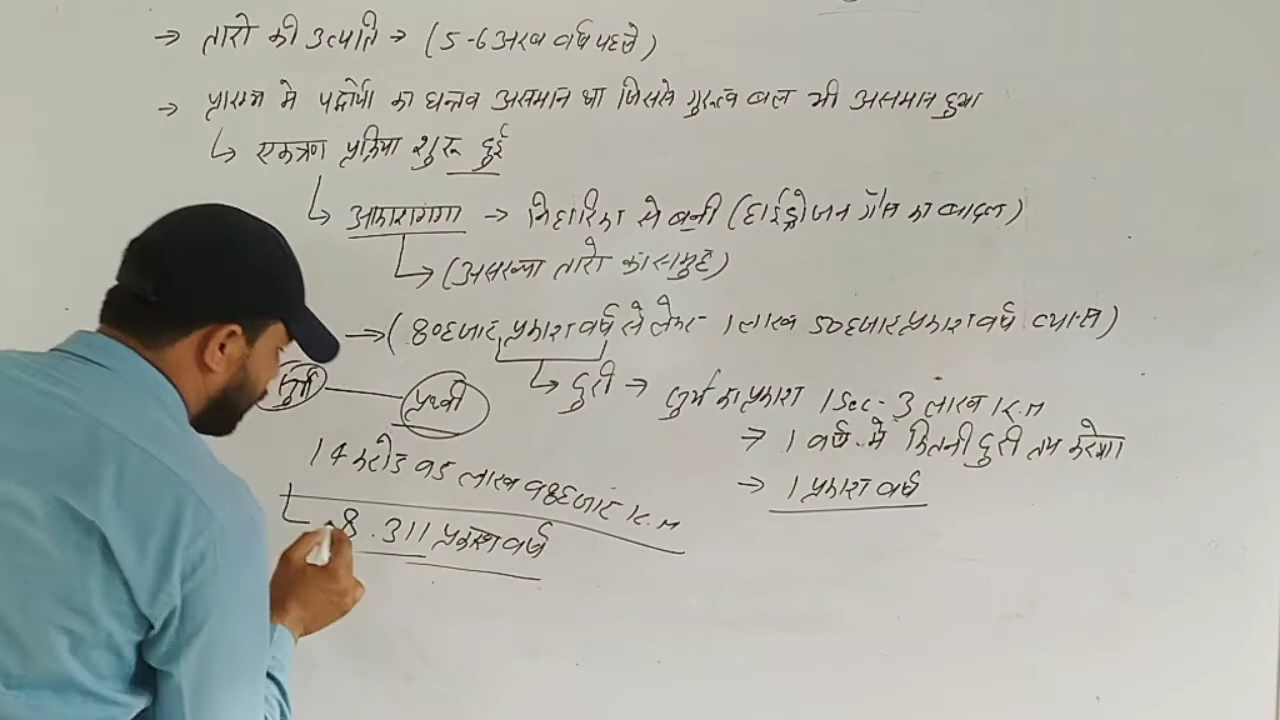 → तारो की उत्पति → (5-6 अरब वर्ष पहले)
→ प्रारम्भ मे पदार्थो का घनत्व असमान था जिससे गुरुत्व बल भी असमान हुआ
↳ एकत्रण प्रक्रिया शुरू हुई
↳ आकाशगंगा → निहारिका से बनी (हाईड्रोजन गैस का बादल)
↳ (असख्या तारो का समुह)
→ (80 हजार प्रकाश वर्ष से लेकर 1 लाख 50 हजार प्रकाश वर्ष व्यास)
↳ दुरी → सुर्य का प्रकाश 1 Sec - 3 लाख K.M
→ 1 वर्ष मे कितनी दुरी तय करेगा
→ 1 प्रकाश वर्ष
सुर्य — पृथ्वी
14 करोड 95 लाख 98 हजार K.M
8.311 प्रकाश वर्ष